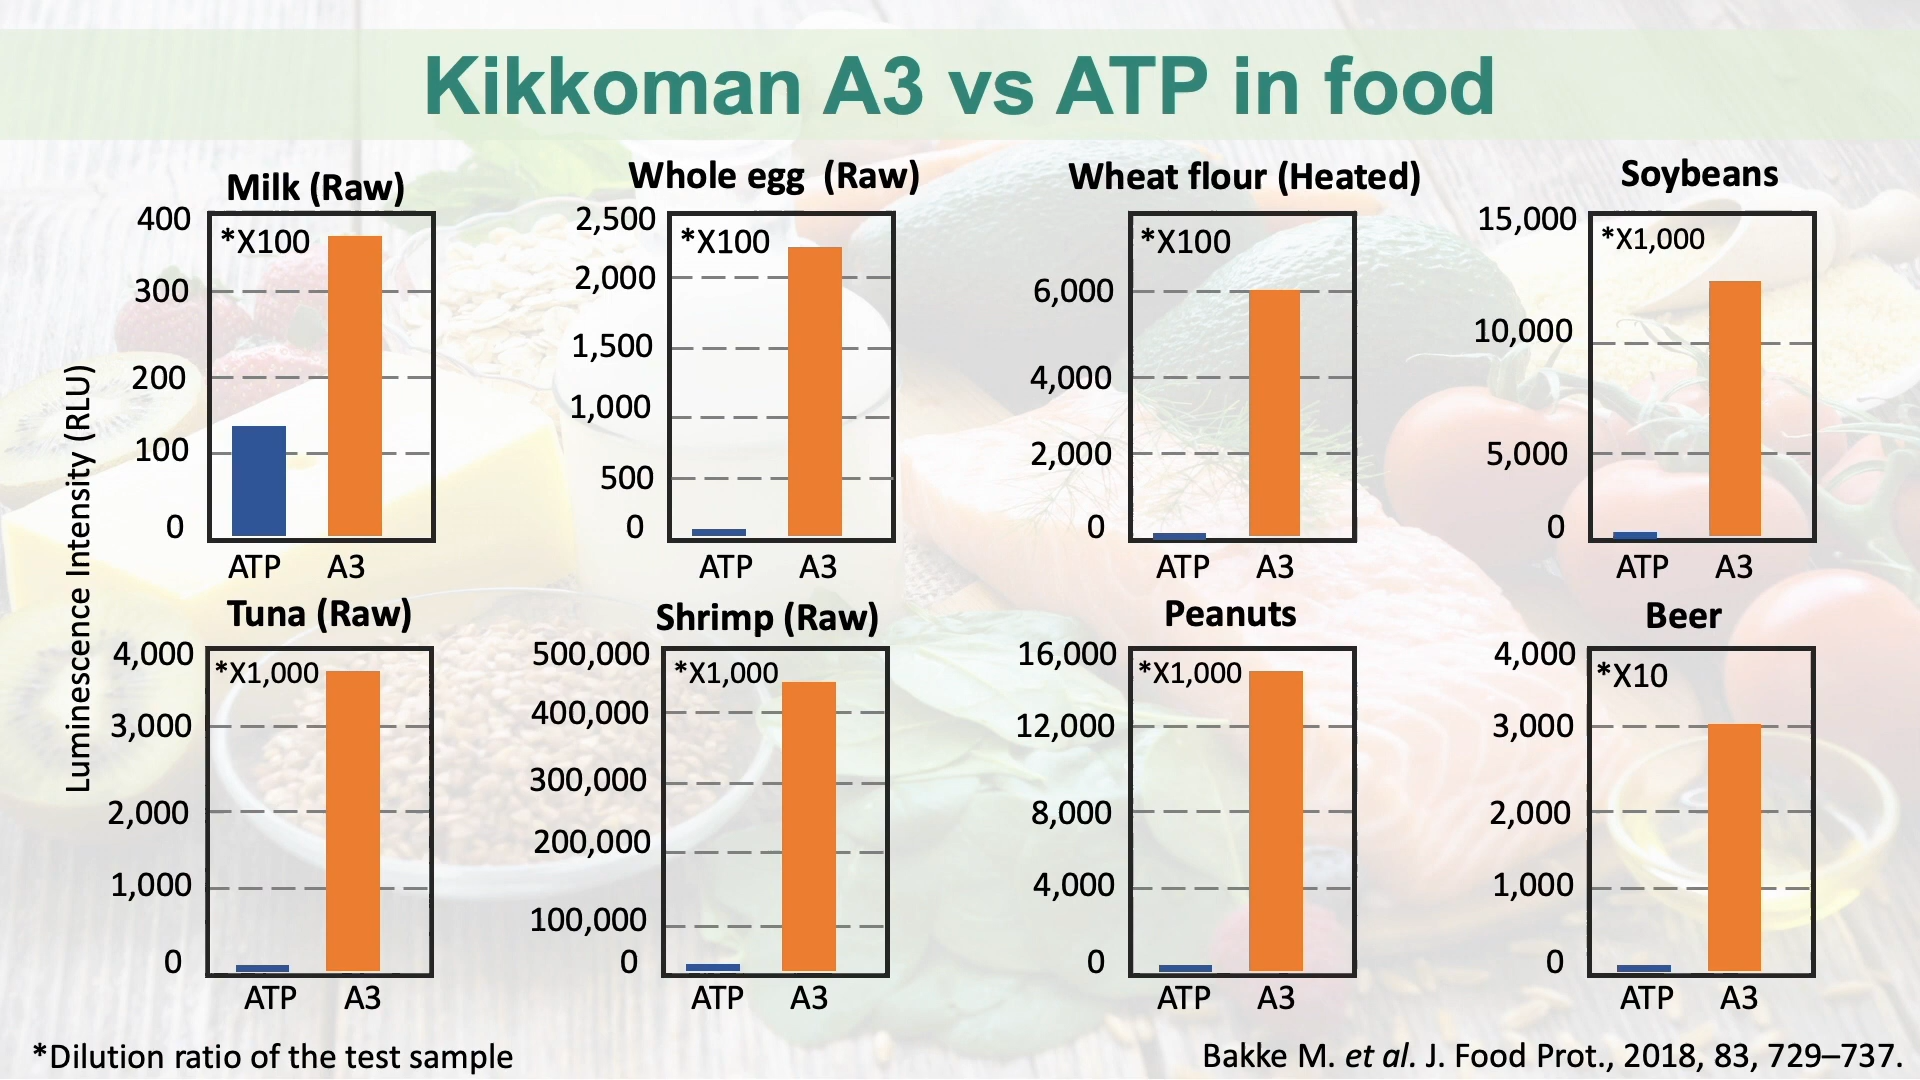 Kikkoman A3 vs ATP in food
Luminescence Intensity (RLU)
Milk (Raw)
*X100
400
300
200
100
0
ATP A3
Whole egg (Raw)
*X100
2,500
2,000
1,500
1,000
500
0
ATP A3
Wheat flour (Heated)
*X100
6,000
4,000
2,000
0
ATP A3
Soybeans
*X1,000
15,000
10,000
5,000
0
ATP A3
Tuna (Raw)
*X1,000
4,000
3,000
2,000
1,000
0
ATP A3
Shrimp (Raw)
*X1,000
500,000
400,000
300,000
200,000
100,000
0
ATP A3
Peanuts
*X1,000
16,000
12,000
8,000
4,000
0
ATP A3
Beer
*X10
4,000
3,000
2,000
1,000
0
ATP A3
*Dilution ratio of the test sample
Bakke M. et al. J. Food Prot., 2018, 83, 729–737.